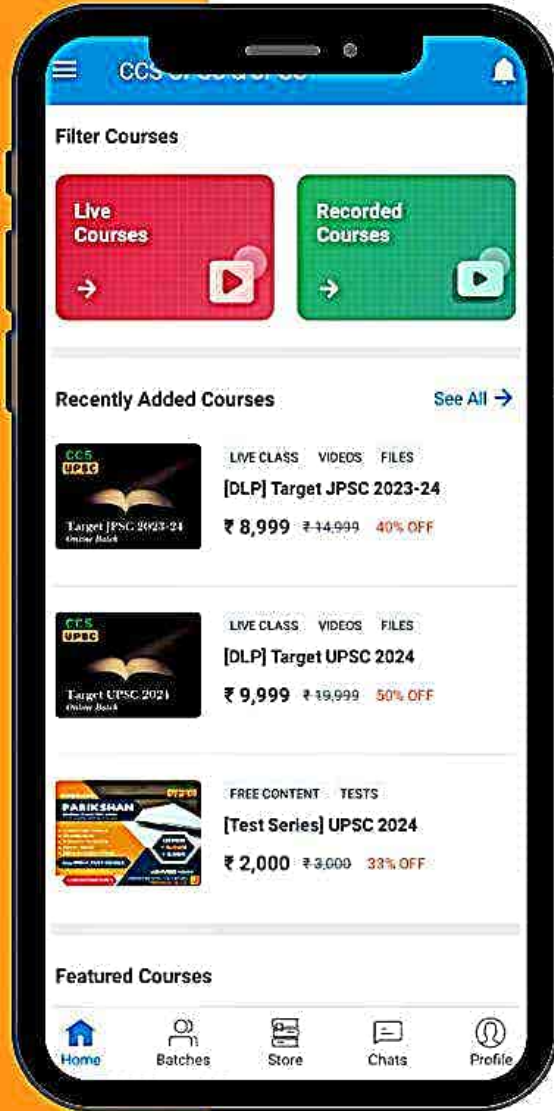 CCS UPSC & JPSC
Filter Courses
Live
Courses
Recorded
Courses
Recently Added Courses
See All
CCS
UPSC
Target JPSC 2023-24
Online Batch
LIVE CLASS VIDEOS FILES
[DLP] Target JPSC 2023-24
₹ 8,999 ₹ 14,999 40% OFF
CCS
UPSC
Target UPSC 2024
Online Batch
LIVE CLASS VIDEOS FILES
[DLP] Target UPSC 2024
₹ 9,999 ₹ 19,999 50% OFF
PARIKSHAN
FREE CONTENT TESTS
[Test Series] UPSC 2024
₹ 2,000 ₹ 3,000 33% OFF
Featured Courses
Home
Batches
Store
Chats
Profile